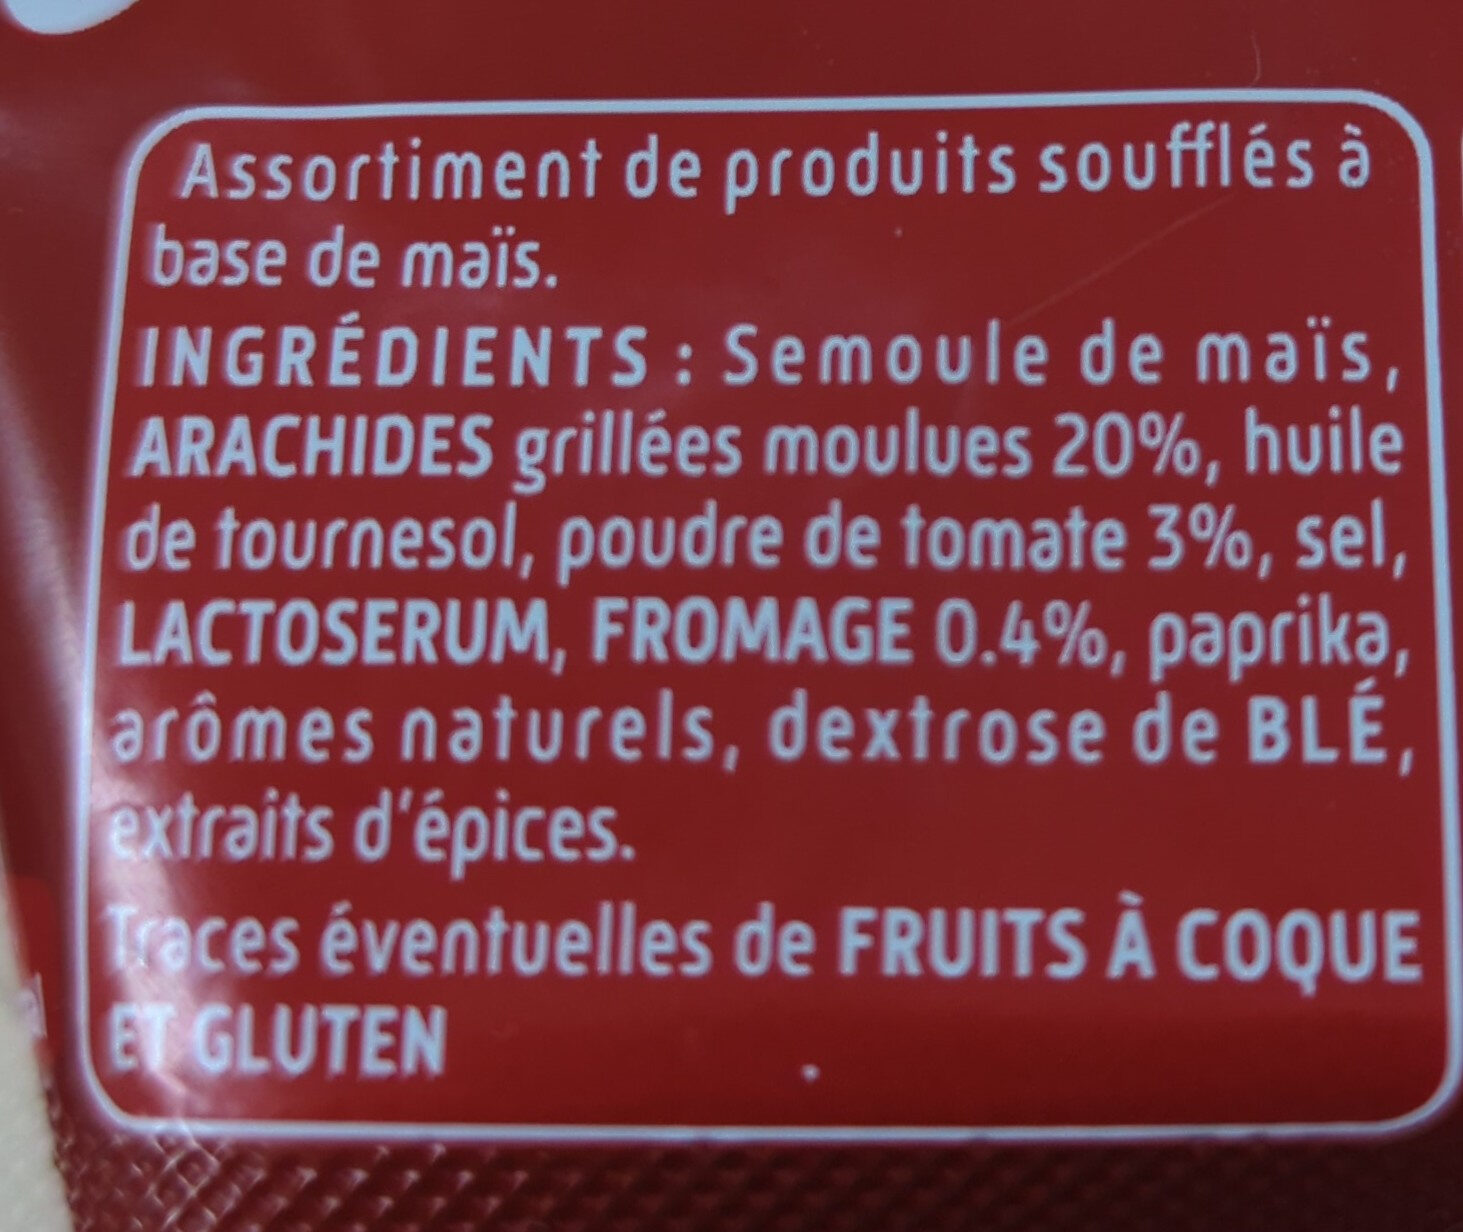 Assortiment de produits soufflés à
base de maïs.
INGRÉDIENTS : Semoule de maïs,
ARACHIDES grillées moulues 20%, huile
de tournesol, poudre de tomate 3%, sel,
LACTOSERUM, FROMAGE 0.4%, paprika,
arômes naturels, dextrose de BLÉ,
extraits d'épices.
Traces éventuelles de FRUITS À COQUE
ET GLUTEN